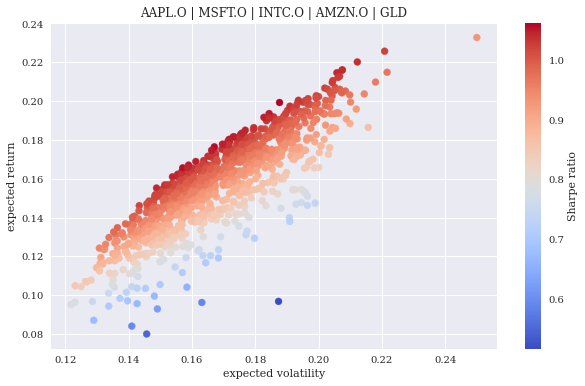 AAPL.O | MSFT.O | INTC.O | AMZN.O | GLD
0.24
0.22
0.20
0.18
0.16
0.14
0.12
0.10
0.08
expected return
0.12 0.14 0.16 0.18 0.20 0.22 0.24
expected volatility
1.0
0.9
0.8
0.7
0.6
Sharpe ratio